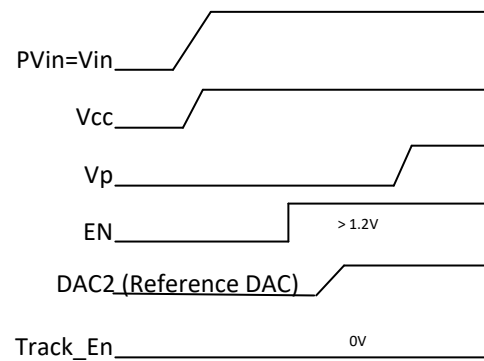 PVin=Vin
Vcc
Vp
EN
> 1.2V
DAC2 (Reference DAC)
Track_En
0V